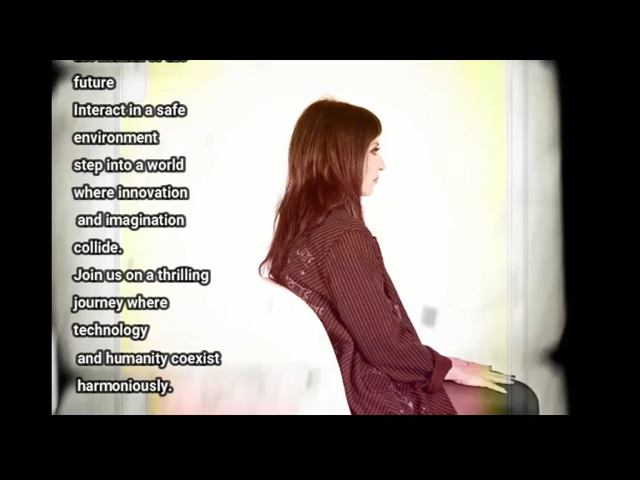 future
Interact in a safe
environment
step into a world
where innovation
and imagination
collide.
Join us on a thrilling
journey where
technology
and humanity coexist
harmoniously.